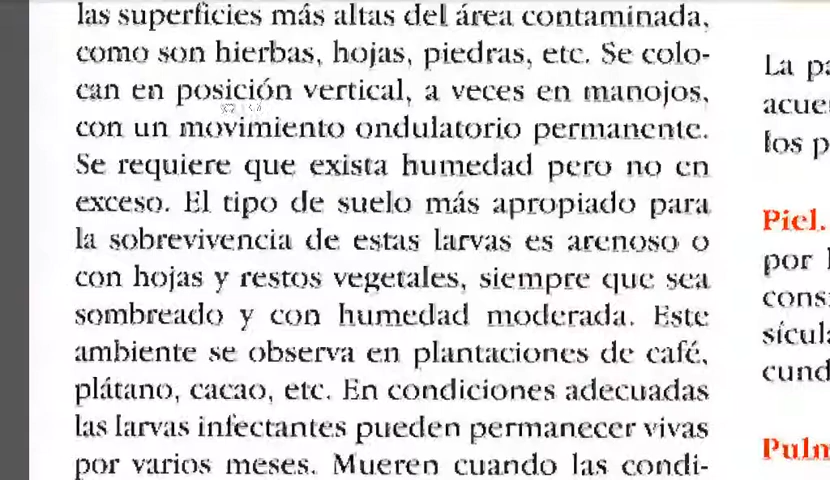 las superficies más altas del área contaminada,
como son hierbas, hojas, piedras, etc. Se colo-
can en posición vertical, a veces en manojos,
con un movimiento ondulatorio permanente.
Se requiere que exista humedad pero no en
exceso. El tipo de suelo más apropiado para
la sobrevivencia de estas larvas es arenoso o
con hojas y restos vegetales, siempre que sea
sombreado y con humedad moderada. Este
ambiente se observa en plantaciones de café,
plátano, cacao, etc. En condiciones adecuadas
las larvas infectantes pueden permanecer vivas
por varios meses. Mueren cuando las condi-
La
los
Piel.
por